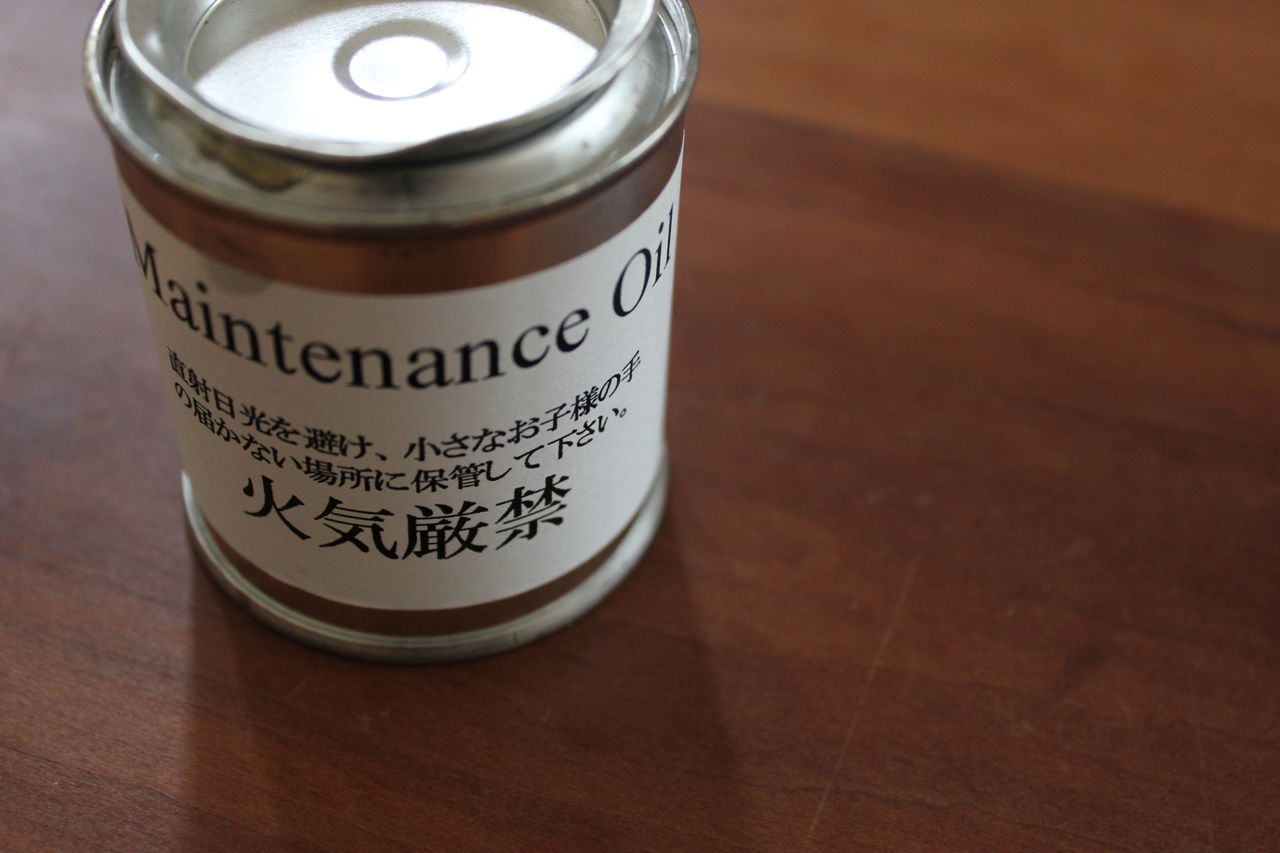 Maintenance Oil
直射日光を避け、小さなお子様の手
の届かない場所に保管して下さい。
火気厳禁